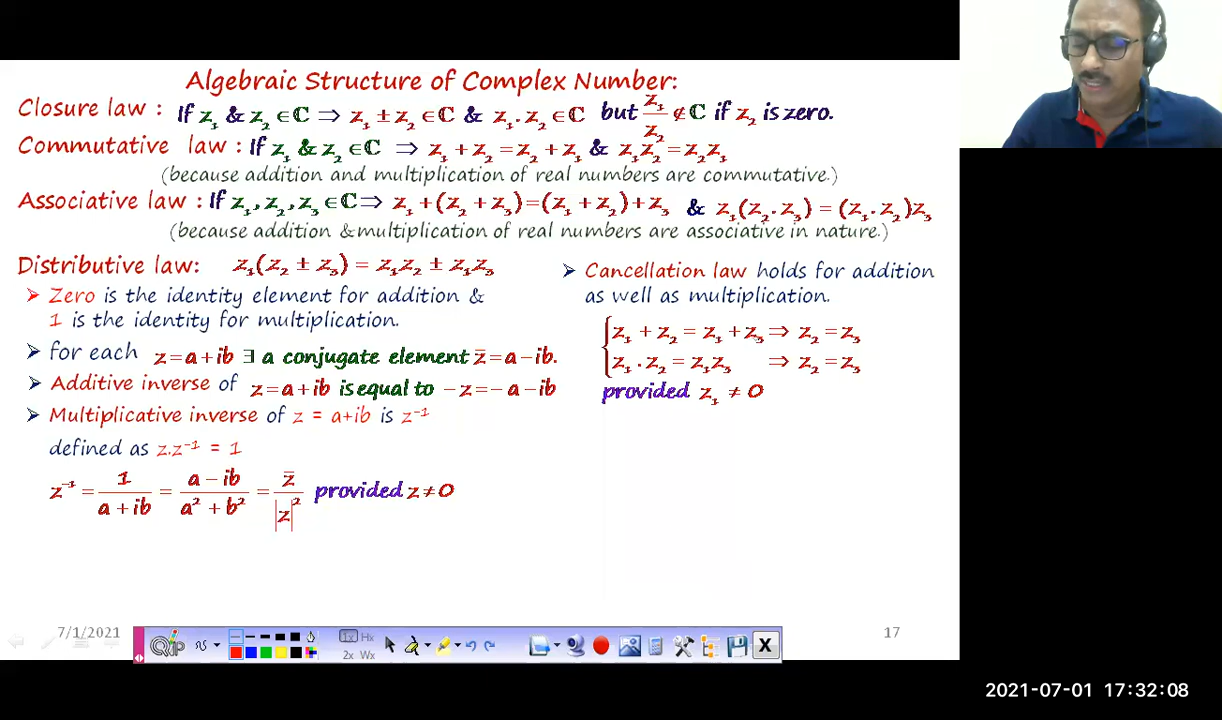 Algebraic Structure of Complex Number:
Closure law : If z₁ & z₂ ∈ ℂ ⇒ z₁ ± z₂ ∈ ℂ & z₁.z₂ ∈ ℂ but z₁/z₂ ∉ ℂ if z₂ is zero.
Commutative law : If z₁ & z₂ ∈ ℂ ⇒ z₁ + z₂ = z₂ + z₁ & z₁z₂ = z₂z₁
(because addition and multiplication of real numbers are commutative.)
Associative law : If z₁, z₂, z₃ ∈ ℂ ⇒ z₁ + (z₂ + z₃) = (z₁ + z₂) + z₃ & z₁(z₂.z₃) = (z₁.z₂)z₃
(because addition & multiplication of real numbers are associative in nature.)
Distributive law: z₁(z₂ ± z₃) = z₁z₂ ± z₁z₃
➢ Zero is the identity element for addition &
1 is the identity for multiplication.
➢ for each z = a + ib ∃ a conjugate element z̄ = a − ib.
➢ Additive inverse of z = a + ib is equal to −z = −a − ib
➢ Multiplicative inverse of z = a+ib is z⁻¹
defined as z.z⁻¹ = 1
z⁻¹ = 1/(a + ib) = (a − ib)/(a² + b²) = z̄/|z|² provided z ≠ 0
➢ Cancellation law holds for addition
as well as multiplication.
z₁ + z₂ = z₁ + z₃ ⇒ z₂ = z₃
z₁.z₂ = z₁z₃ ⇒ z₂ = z₃
provided z₁ ≠ 0
7/1/2021
17
1x Hx
2x Wx
X
2021-07-01 17:32:08